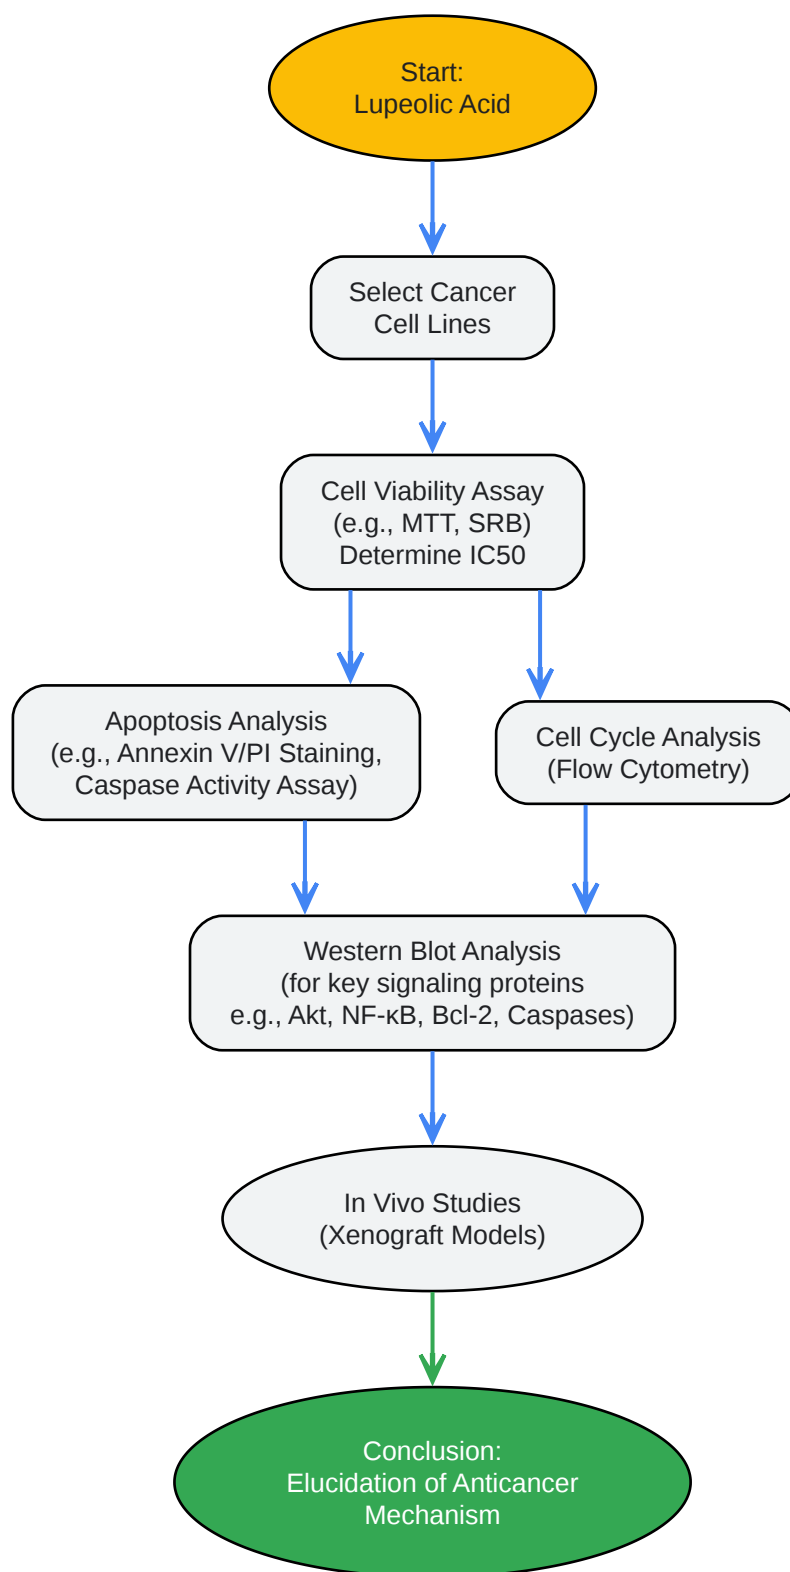 Start:
Lupeolic Acid
Select Cancer
Cell Lines
Cell Viability Assay
(e.g., MTT, SRB)
Determine IC50
Apoptosis Analysis
(e.g., Annexin V/PI Staining,
Caspase Activity Assay)
Cell Cycle Analysis
(Flow Cytometry)
Western Blot Analysis
(for key signaling proteins
e.g., Akt, NF-κB, Bcl-2, Caspases)
In Vivo Studies
(Xenograft Models)
Conclusion:
Elucidation of Anticancer
Mechanism